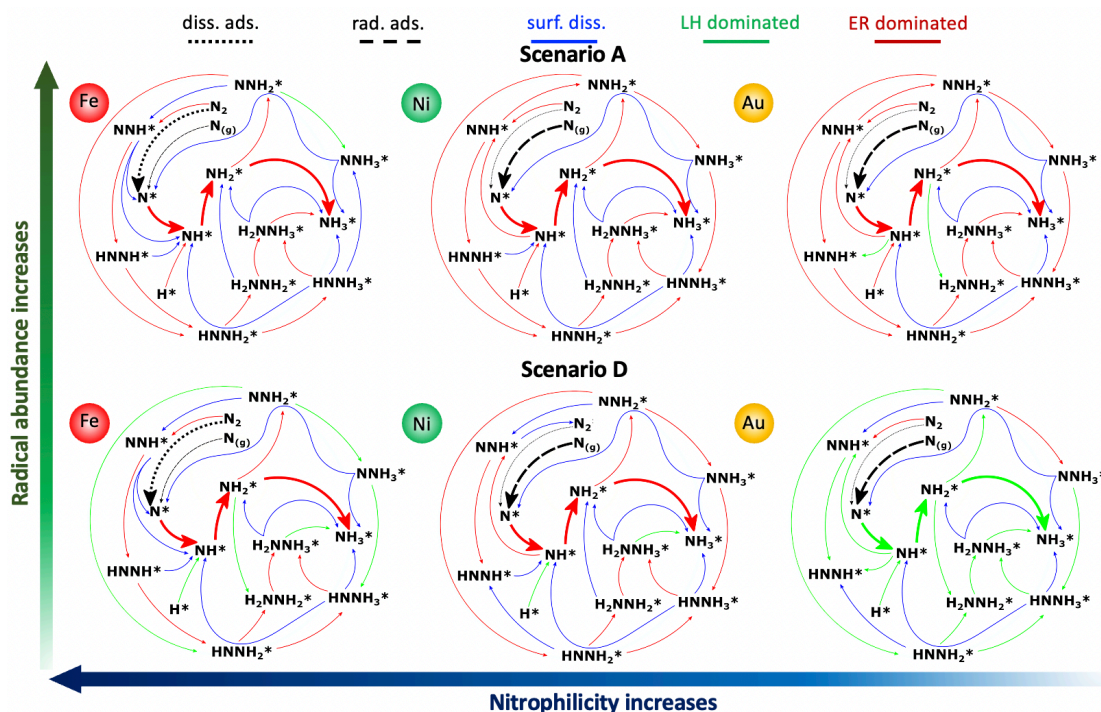 diss. ads. rad. ads. surf. diss. LH dominated ER dominated
Scenario A
Fe Ni Au
NNH₂* NNH₂* NNH₂*
N₂ N₂ N₂
NNH* NNH* NNH*
N(g) N(g) N(g)
NNH₃* NNH₃* NNH₃*
NH₂* NH₂* NH₂*
N* N* N*
NH₃* NH₃* NH₃*
NH* H₂NNH₃* NH* H₂NNH₃* NH* H₂NNH₃*
HNNH* HNNH* HNNH*
H₂NNH₂* HNNH₃* H₂NNH₂* HNNH₃* H₂NNH₂* HNNH₃*
H* H* H*
HNNH₂* HNNH₂* HNNH₂*
Scenario D
Fe Ni Au
NNH₂* NNH₂* NNH₂*
N₂ N₂ N₂
NNH* NNH* NNH*
N(g) N(g) N(g)
NNH₃* NNH₃* NNH₃*
NH₂* NH₂* NH₂*
N* N* N*
NH₃* NH₃* NH₃*
NH* H₂NNH₃* NH* H₂NNH₃* NH* H₂NNH₃*
HNNH* HNNH* HNNH*
H₂NNH₂* HNNH₃* H₂NNH₂* HNNH₃* H₂NNH₂* HNNH₃*
H* H* H*
HNNH₂* HNNH₂* HNNH₂*
Radical abundance increases
Nitrophilicity increases